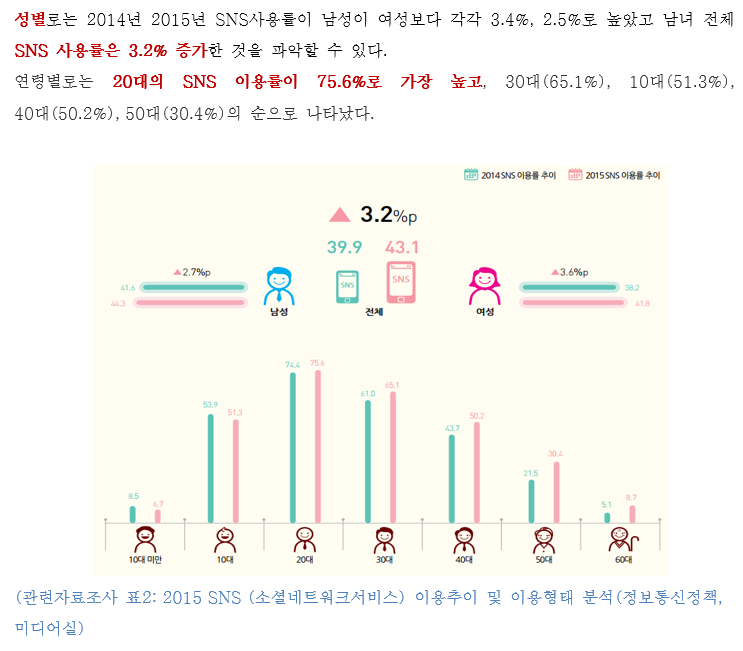 성별로는 2014년 2015년 SNS사용률이 남성이 여성보다 각각 3.4%, 2.5%로 높았고 남녀 전체
SNS 사용률은 3.2% 증가한 것을 파악할 수 있다.
연령별로는 20대의 SNS 이용률이 75.6%로 가장 높고, 30대(65.1%), 10대(51.3%),
40대(50.2%), 50대(30.4%)의 순으로 나타났다.
2014 SNS 이용률 추이 2015 SNS 이용률 추이
▲ 3.2%p
39.9 43.1
▲2.7%p ▲3.6%p
41.6 SNS SNS 38.2
44.3 41.8
남성 전체 여성
8.5 6.7 53.9 51.3 74.4 75.6 61.0 65.1 43.7 50.2 21.5 30.4 5.1 8.7
10대 미만 10대 20대 30대 40대 50대 60대
(관련자료조사 표2: 2015 SNS (소셜네트워크서비스) 이용추이 및 이용형태 분석(정보통신정책,
미디어실)